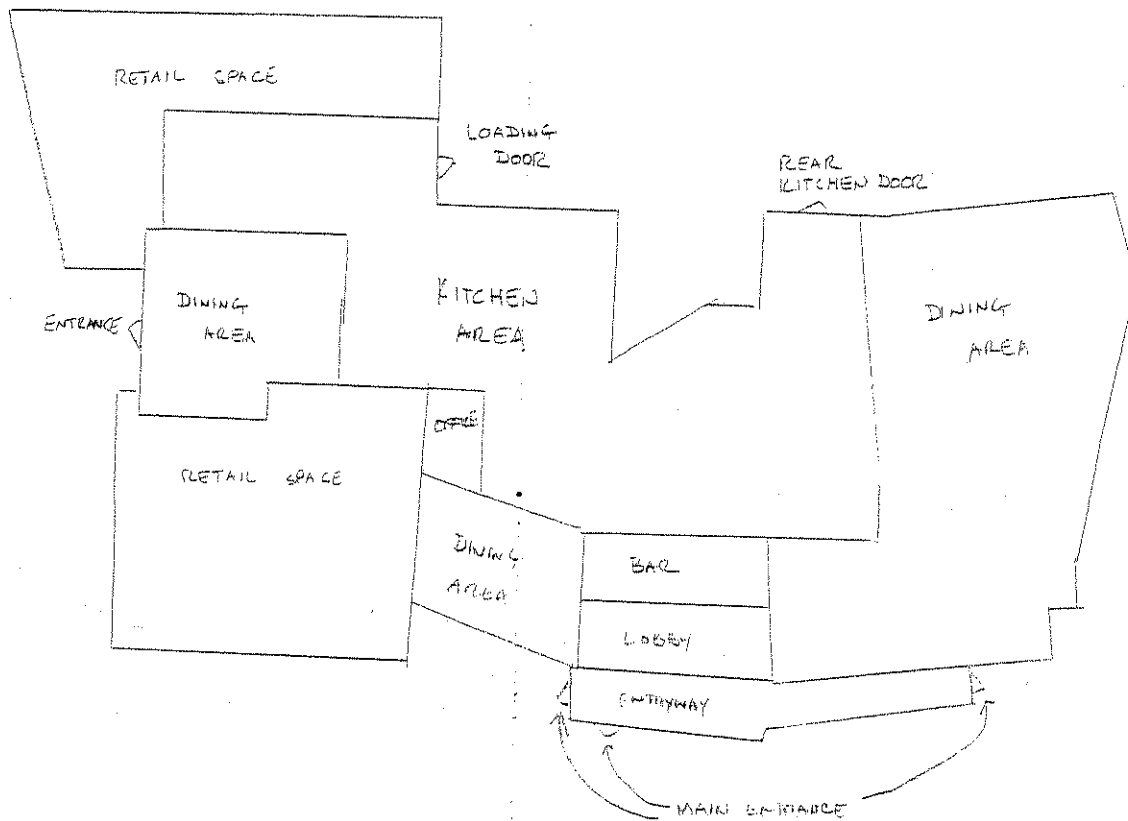 RETAIL SPACE
LOADING
DOOR
REAR
KITCHEN DOOR
DINING
AREA
ENTRANCE
KITCHEN
AREA
DINING
AREA
OFFICE
RETAIL SPACE
DINING
AREA
BAR
LOBBY
ENTRYWAY
MAIN ENTRANCE